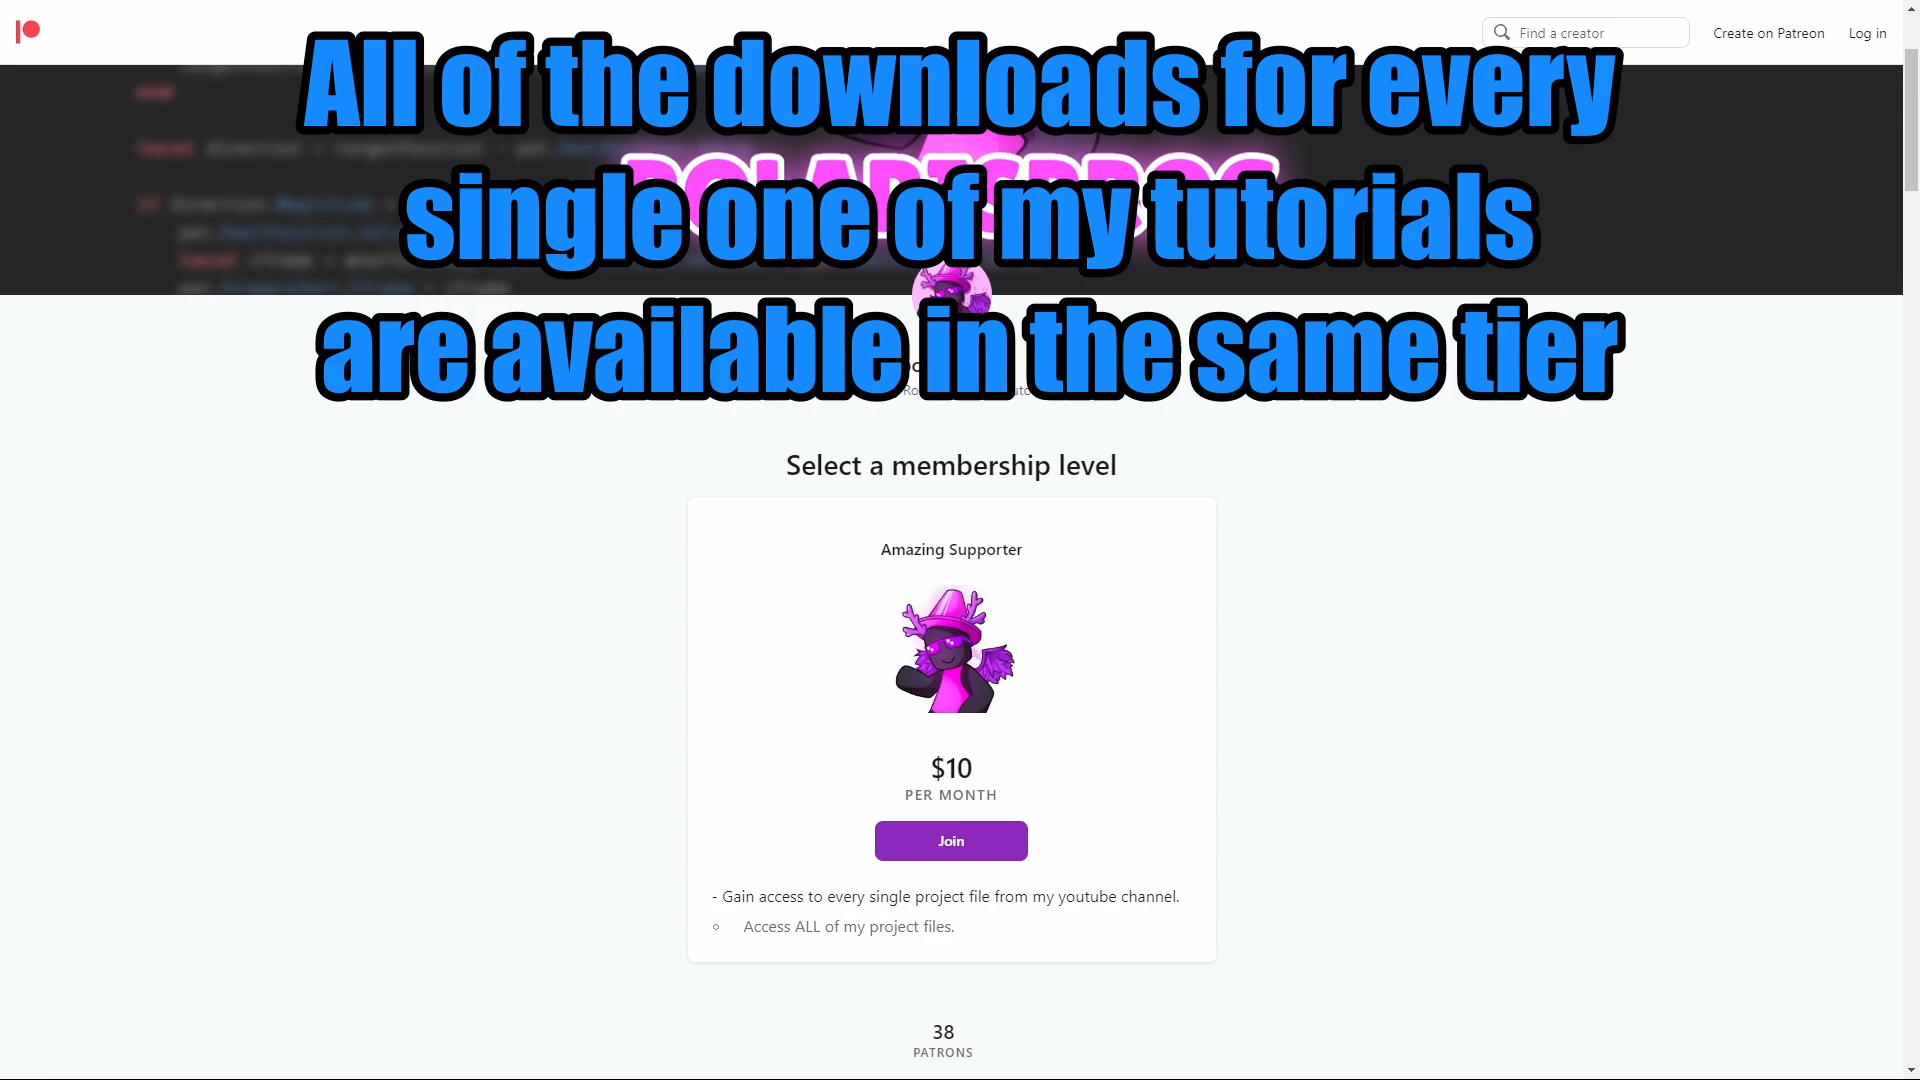 Find a creator
Create on Patreon
Log in
All of the downloads for every
single one of my tutorials
are available in the same tier
Select a membership level
Amazing Supporter
$10
PER MONTH
Join
- Gain access to every single project file from my youtube channel.
Access ALL of my project files.
38
PATRONS